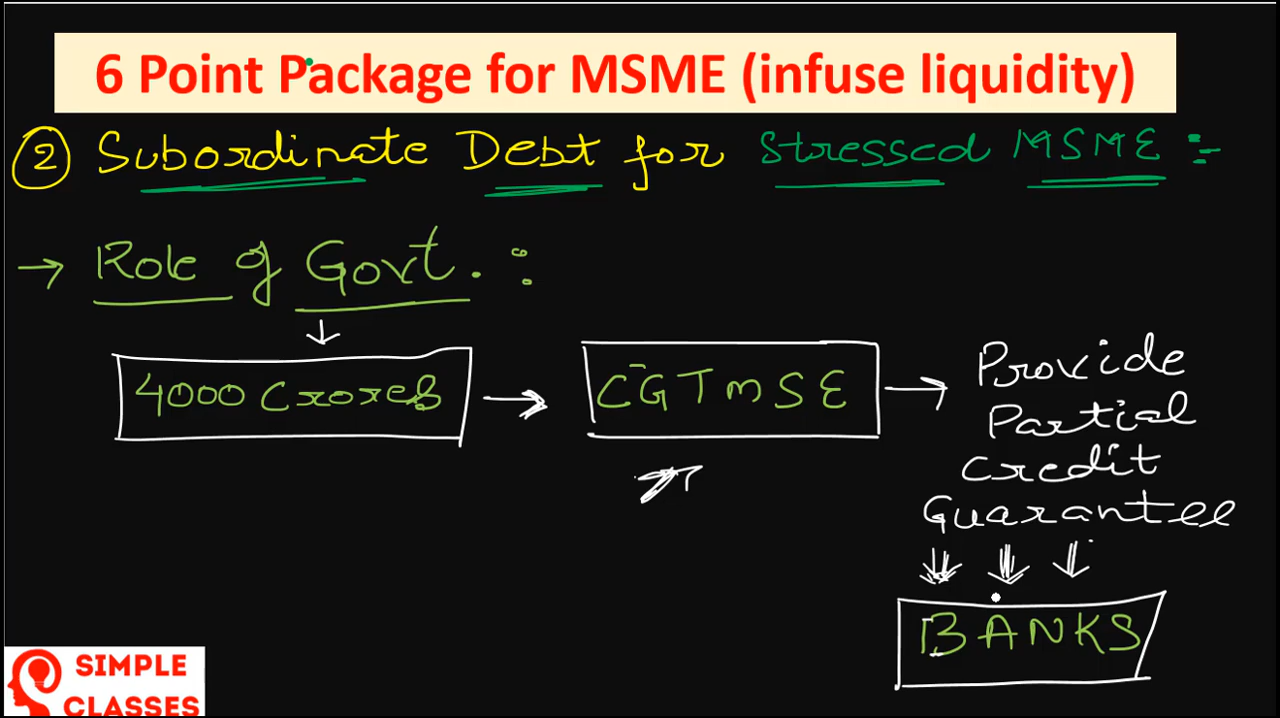 6 Point Package for MSME (infuse liquidity)
② Subordinate Debt for Stressed MSME :-
→ Role of Govt. :
↓
4000 Crores → CGTmSE → Provide
Partial
Credit
Guarantee
↓ ↓ ↓
BANKS
SIMPLE
CLASSES